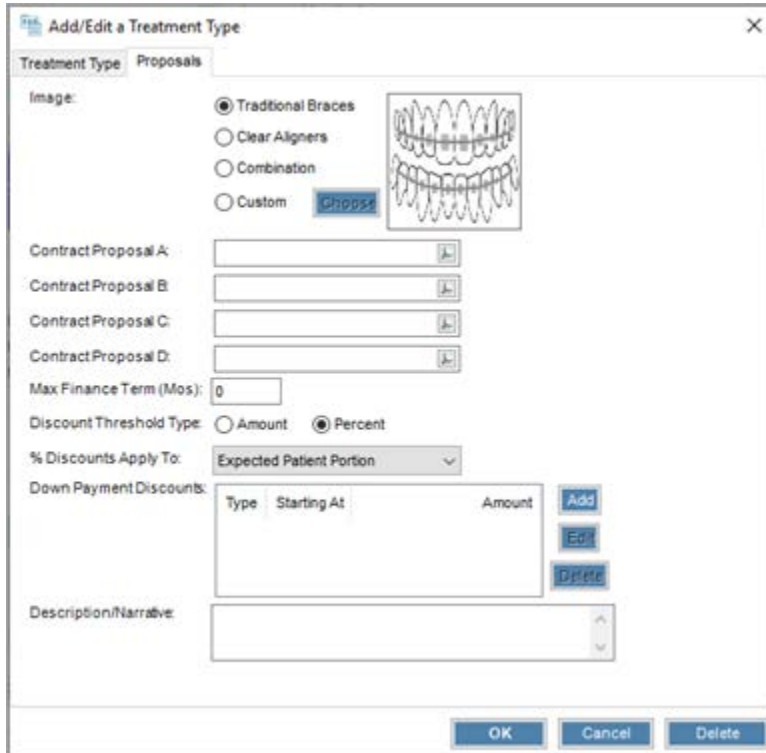 Add/Edit a Treatment Type
Treatment Type Proposals
Image:
Traditional Braces
Clear Aligners
Combination
Custom Choose
Contract Proposal A:
Contract Proposal B:
Contract Proposal C:
Contract Proposal D:
Max Finance Term (Mos): 0
Discount Threshold Type: Amount Percent
% Discounts Apply To: Expected Patient Portion
Down Payment Discounts: Type Starting At Amount Add
Edit
Delete
Description/Narrative:
OK Cancel Delete